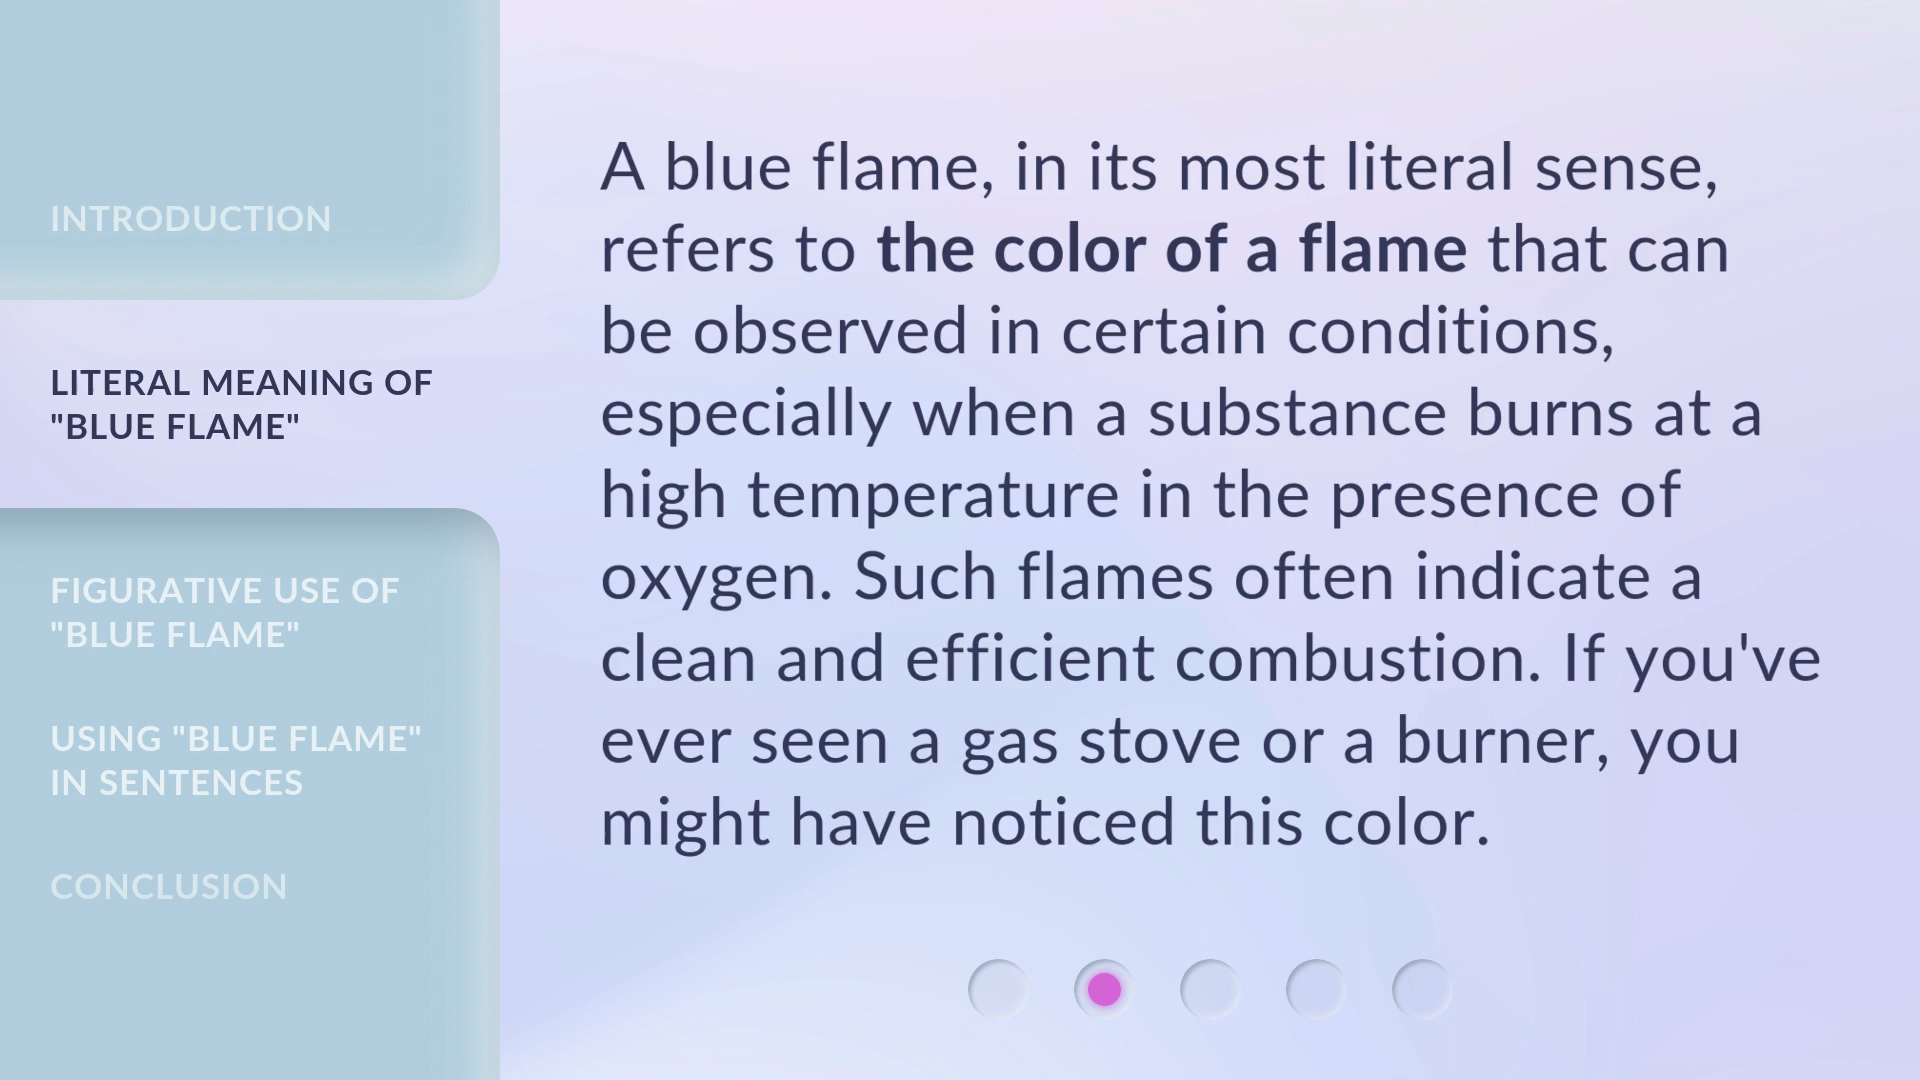 INTRODUCTION
LITERAL MEANING OF
"BLUE FLAME"
FIGURATIVE USE OF
"BLUE FLAME"
USING "BLUE FLAME"
IN SENTENCES
CONCLUSION
A blue flame, in its most literal sense,
refers to the color of a flame that can
be observed in certain conditions,
especially when a substance burns at a
high temperature in the presence of
oxygen. Such flames often indicate a
clean and efficient combustion. If you've
ever seen a gas stove or a burner, you
might have noticed this color.